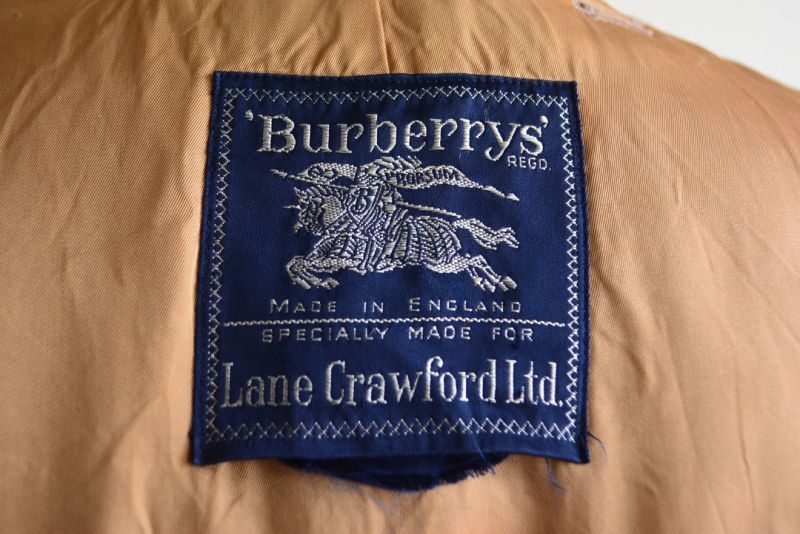 'Burberrys'
REGD.
PRORSUM
B
MADE IN ENGLAND
SPECIALLY MADE FOR
Lane Crawford Ltd.